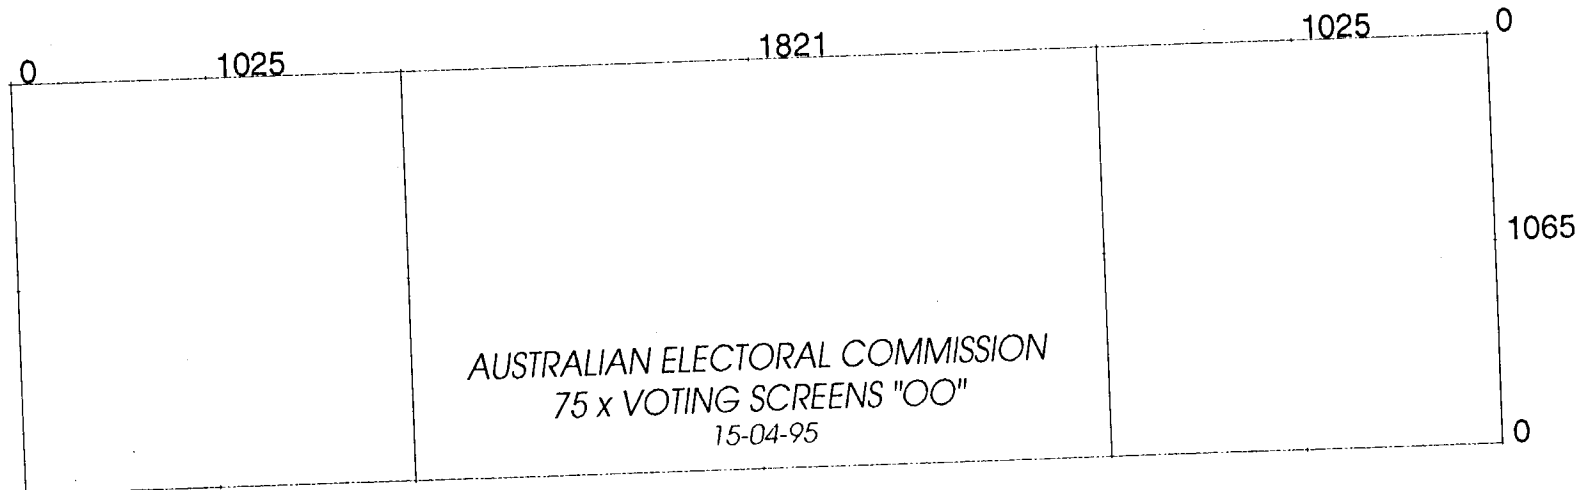 0 1025 1821 1025 0
1065
AUSTRALIAN ELECTORAL COMMISSION
75 x VOTING SCREENS "OO"
15-04-95
0